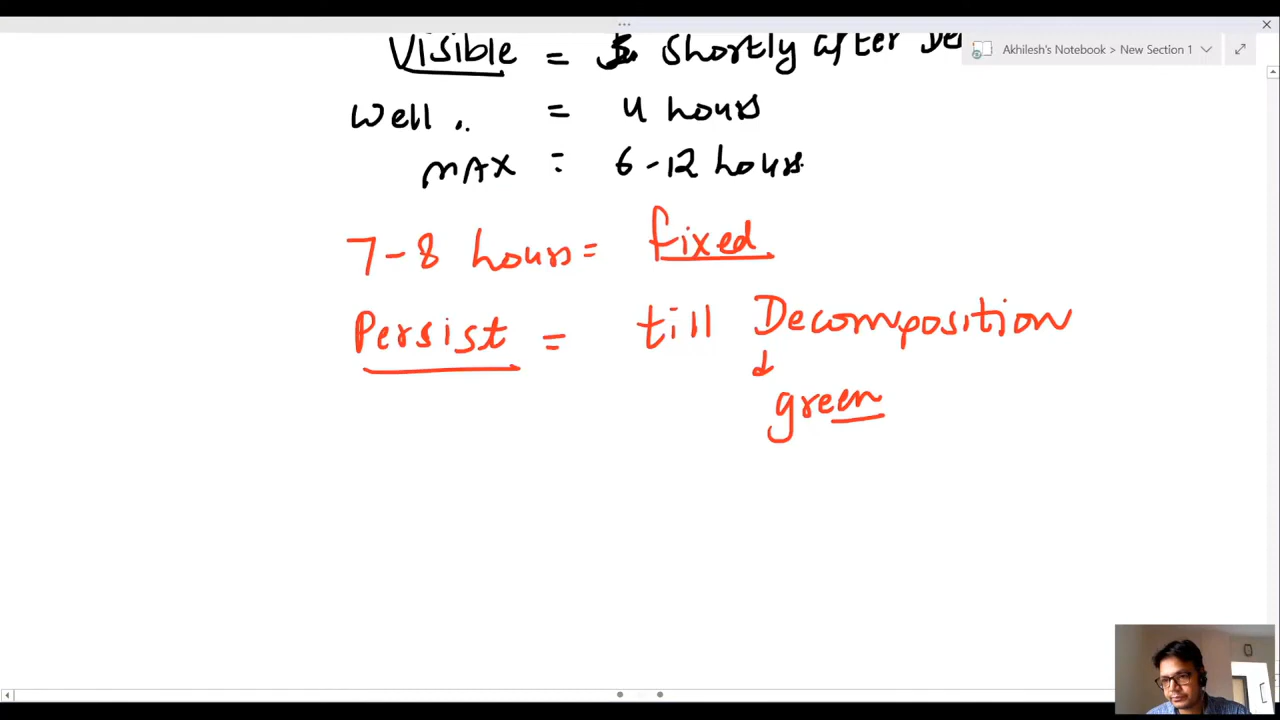 Visible = shortly after De
Akhilesh's Notebook > New Section 1
Well . = 4 hours
MAX = 6-12 hours
7-8 hours = fixed.
Persist = till Decomposition
↓
green